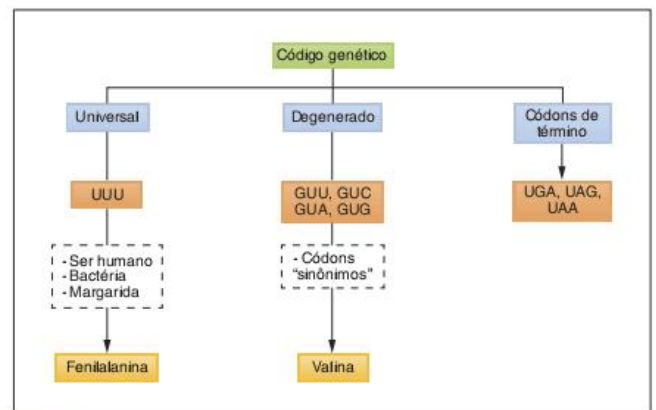 Código genético
Universal
Degenerado
Códons de
término
UUU
GUU, GUC
GUA, GUG
UGA, UAG,
UAA
- Ser humano
- Bactéria
- Margarida
- Códons
"sinônimos"
Fenilalanina
Valina